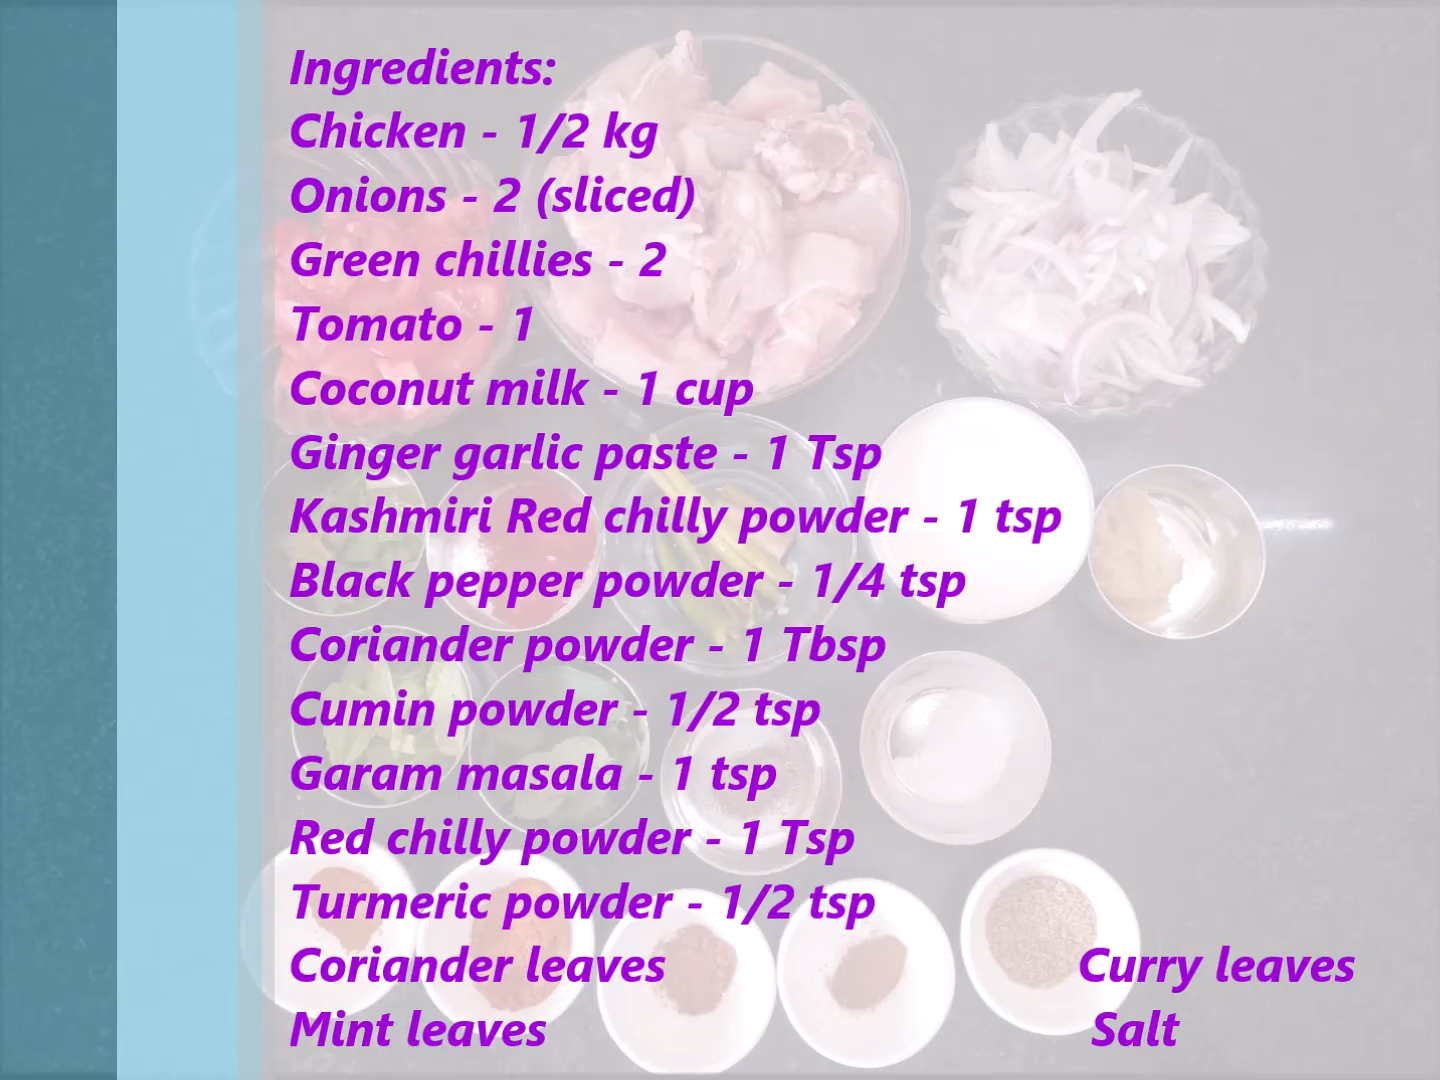 Ingredients:
Chicken - 1/2 kg
Onions - 2 (sliced)
Green chillies - 2
Tomato - 1
Coconut milk - 1 cup
Ginger garlic paste - 1 Tsp
Kashmiri Red chilly powder - 1 tsp
Black pepper powder - 1/4 tsp
Coriander powder - 1 Tbsp
Cumin powder - 1/2 tsp
Garam masala - 1 tsp
Red chilly powder - 1 Tsp
Turmeric powder - 1/2 tsp
Coriander leaves Curry leaves
Mint leaves Salt